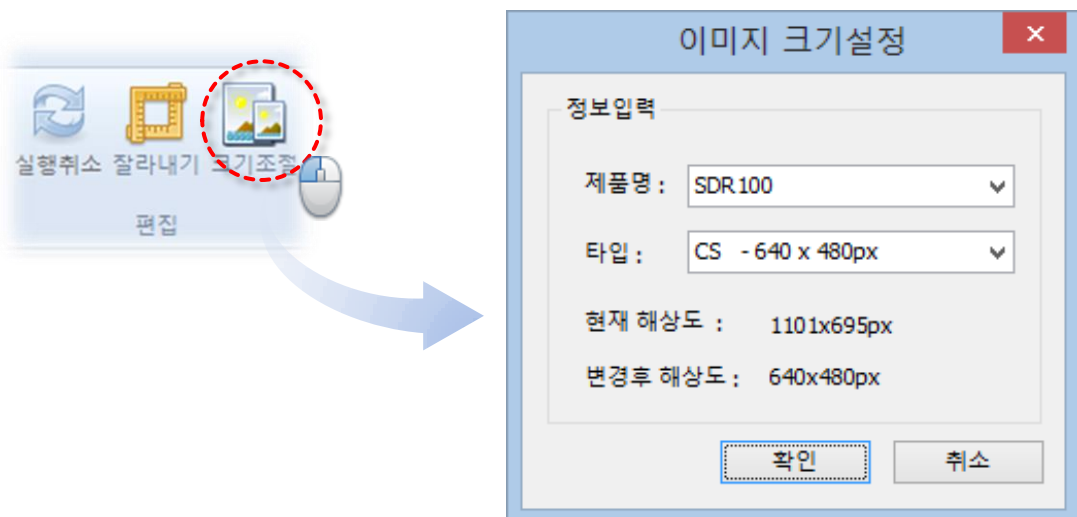 실행취소 잘라내기 크기조절
편집
이미지 크기설정
정보입력
제품명 : SDR100
타입 : CS - 640 x 480px
현재 해상도 : 1101x695px
변경후 해상도 : 640x480px
확인 취소